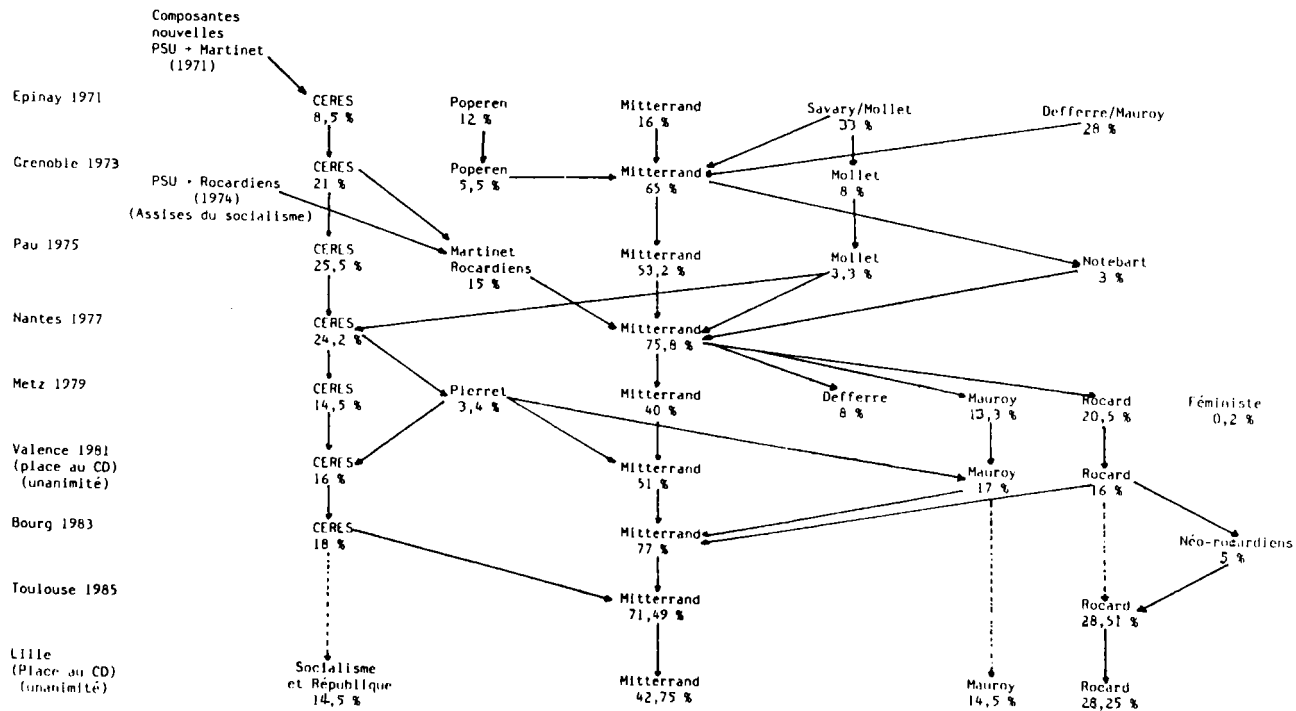 Composantes
nouvelles
PSU + Martinet
(1971)
Epinay 1971
CERES
8,5 %
Poperen
12 %
Mitterrand
16 %
Savary/Mollet
33 %
Defferre/Mauroy
28 %
Grenoble 1973
CERES
21 %
Poperen
5,5 %
Mitterrand
65 %
Mollet
8 %
PSU + Rocardiens
(1974)
(Assises du socialisme)
Pau 1975
CERES
25,5 %
Martinet
Rocardiens
15 %
Mitterrand
53,2 %
Mollet
3,3 %
Notebart
3 %
Nantes 1977
CERES
24,2 %
Mitterrand
75,8 %
Metz 1979
CERES
14,5 %
Pierret
3,4 %
Mitterrand
40 %
Defferre
8 %
Mauroy
13,3 %
Rocard
20,5 %
Féministe
0,2 %
Valence 1981
(place au CD)
(unanimité)
CERES
16 %
Mitterrand
51 %
Mauroy
17 %
Rocard
16 %
Bourg 1983
CERES
18 %
Mitterrand
77 %
Néo-rocardiens
5 %
Toulouse 1985
Mitterrand
71,49 %
Rocard
28,51 %
Lille
(Place au CD)
(unanimité)
Socialisme
et République
14,5 %
Mitterrand
42,75 %
Mauroy
14,5 %
Rocard
28,25 %